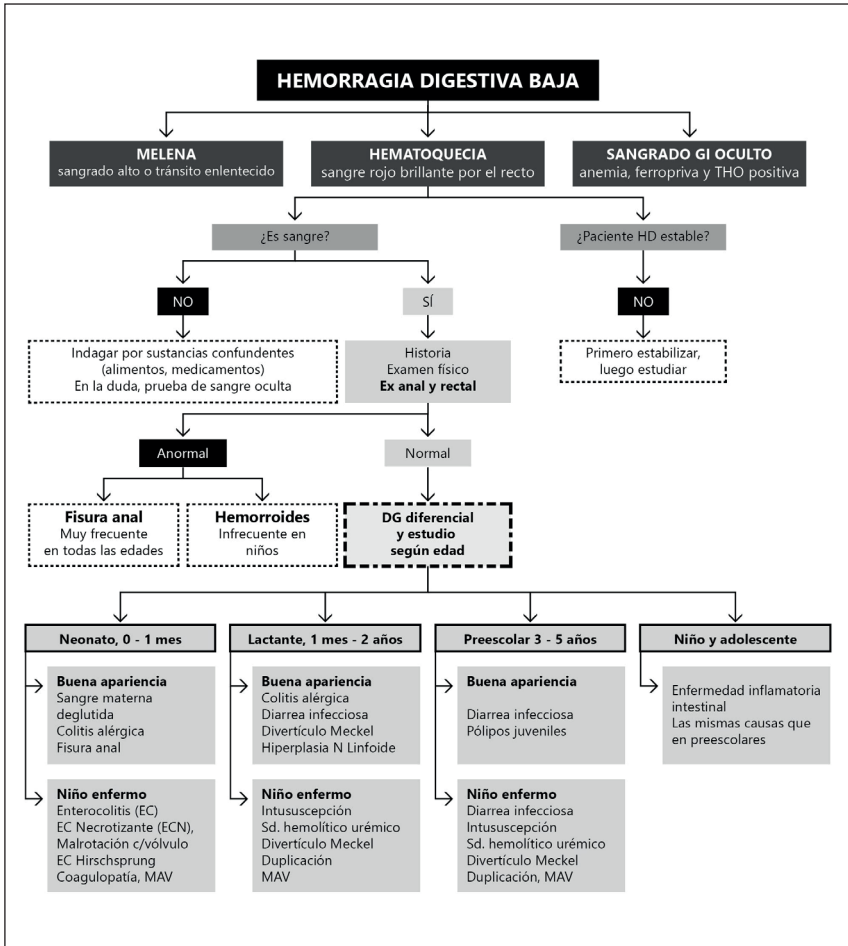 HEMORRAGIA DIGESTIVA BAJA
MELENA
sangrado alto o tránsito enlentecido
HEMATOQUECIA
sangre rojo brillante por el recto
SANGRADO GI OCULTO
anemia, ferropriva y THO positiva
¿Es sangre?
¿Paciente HD estable?
NO
SÍ
NO
Indagar por sustancias confundentes
(alimentos, medicamentos)
En la duda, prueba de sangre oculta
Historia
Examen físico
Ex anal y rectal
Primero estabilizar,
luego estudiar
Anormal
Normal
Fisura anal
Muy frecuente
en todas las edades
Hemorroides
Infrecuente en
niños
DG diferencial
y estudio
según edad
Neonato, 0 - 1 mes
Lactante, 1 mes - 2 años
Preescolar 3 - 5 años
Niño y adolescente
Buena apariencia
Sangre materna
deglutida
Colitis alérgica
Fisura anal
Buena apariencia
Colitis alérgica
Diarrea infecciosa
Divertículo Meckel
Hiperplasia N Linfoide
Buena apariencia
Diarrea infecciosa
Pólipos juveniles
Enfermedad inflamatoria
intestinal
Las mismas causas que
en preescolares
Niño enfermo
Enterocolitis (EC)
EC Necrotizante (ECN),
Malrotación c/vólvulo
EC Hirschsprung
Coagulopatía, MAV
Niño enfermo
Intususcepción
Sd. hemolítico urémico
Divertículo Meckel
Duplicación
MAV
Niño enfermo
Diarrea infecciosa
Intususcepción
Sd. hemolítico urémico
Divertículo Meckel
Duplicación, MAV